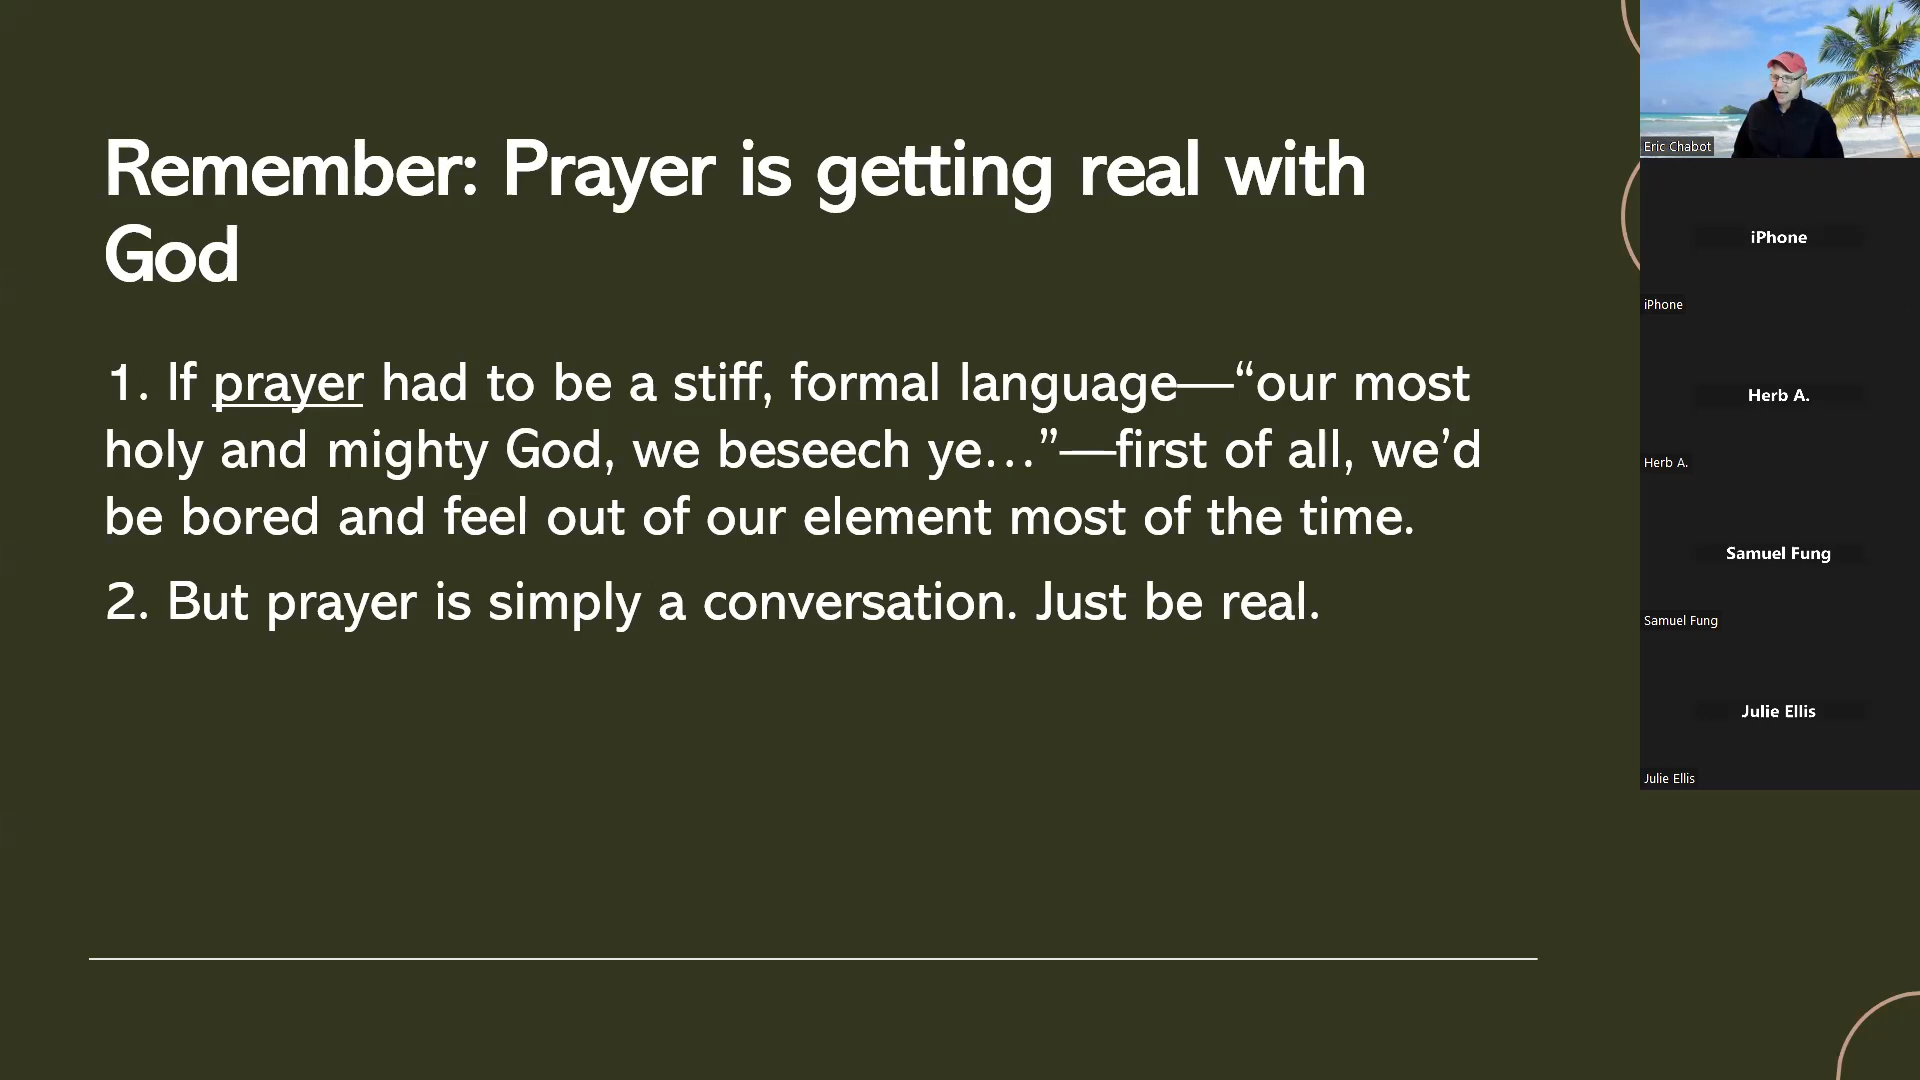 Remember: Prayer is getting real with
God
1. If prayer had to be a stiff, formal language—“our most
holy and mighty God, we beseech ye…”—first of all, we’d
be bored and feel out of our element most of the time.
2. But prayer is simply a conversation. Just be real.
Eric Chabot
iPhone
iPhone
Herb A.
Herb A.
Samuel Fung
Samuel Fung
Julie Ellis
Julie Ellis